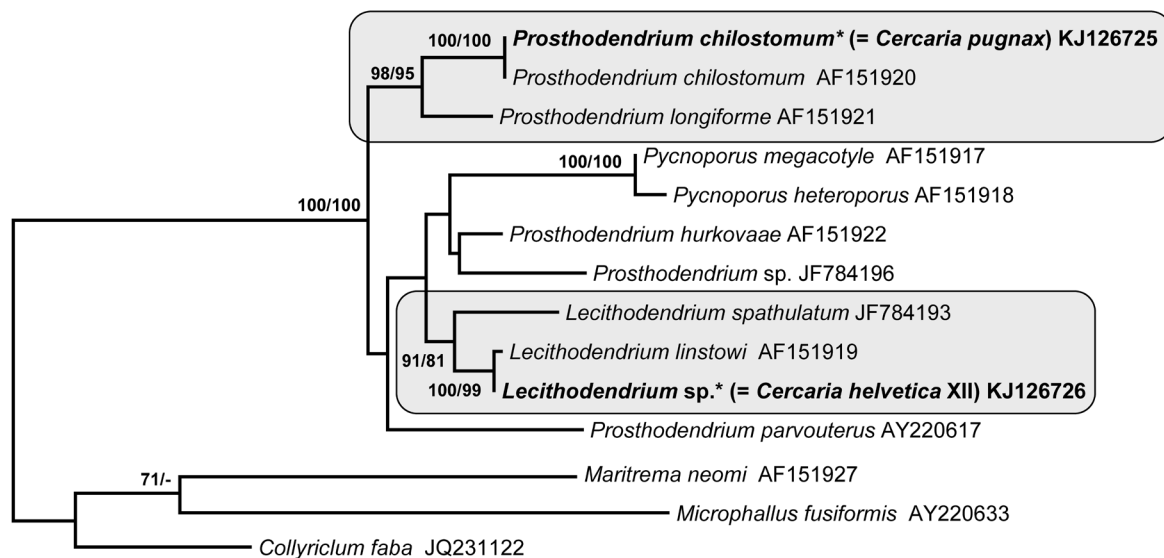 100/100 Prosthodendrium chilostomum* (= Cercaria pugnax) KJ126725
98/95 Prosthodendrium chilostomum AF151920
Prosthodendrium longiforme AF151921
100/100 Pycnoporus megacotyle AF151917
100/100 Pycnoporus heteroporus AF151918
Prosthodendrium hurkovaae AF151922
Prosthodendrium sp. JF784196
Lecithodendrium spathulatum JF784193
91/81 Lecithodendrium linstowi AF151919
100/99 Lecithodendrium sp.* (= Cercaria helvetica XII) KJ126726
Prosthodendrium parvouterus AY220617
71/- Maritrema neomi AF151927
Microphallus fusiformis AY220633
Collyriclum faba JQ231122